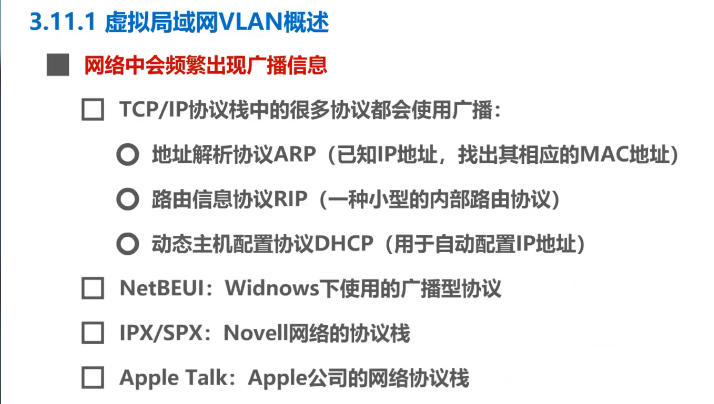 3.11.1 虚拟局域网VLAN概述
网络中会频繁出现广播信息
TCP/IP协议栈中的很多协议都会使用广播：
地址解析协议ARP（已知IP地址，找出其相应的MAC地址）
路由信息协议RIP（一种小型的内部路由协议）
动态主机配置协议DHCP（用于自动配置IP地址）
NetBEUI：Widnows下使用的广播型协议
IPX/SPX：Novell网络的协议栈
Apple Talk：Apple公司的网络协议栈